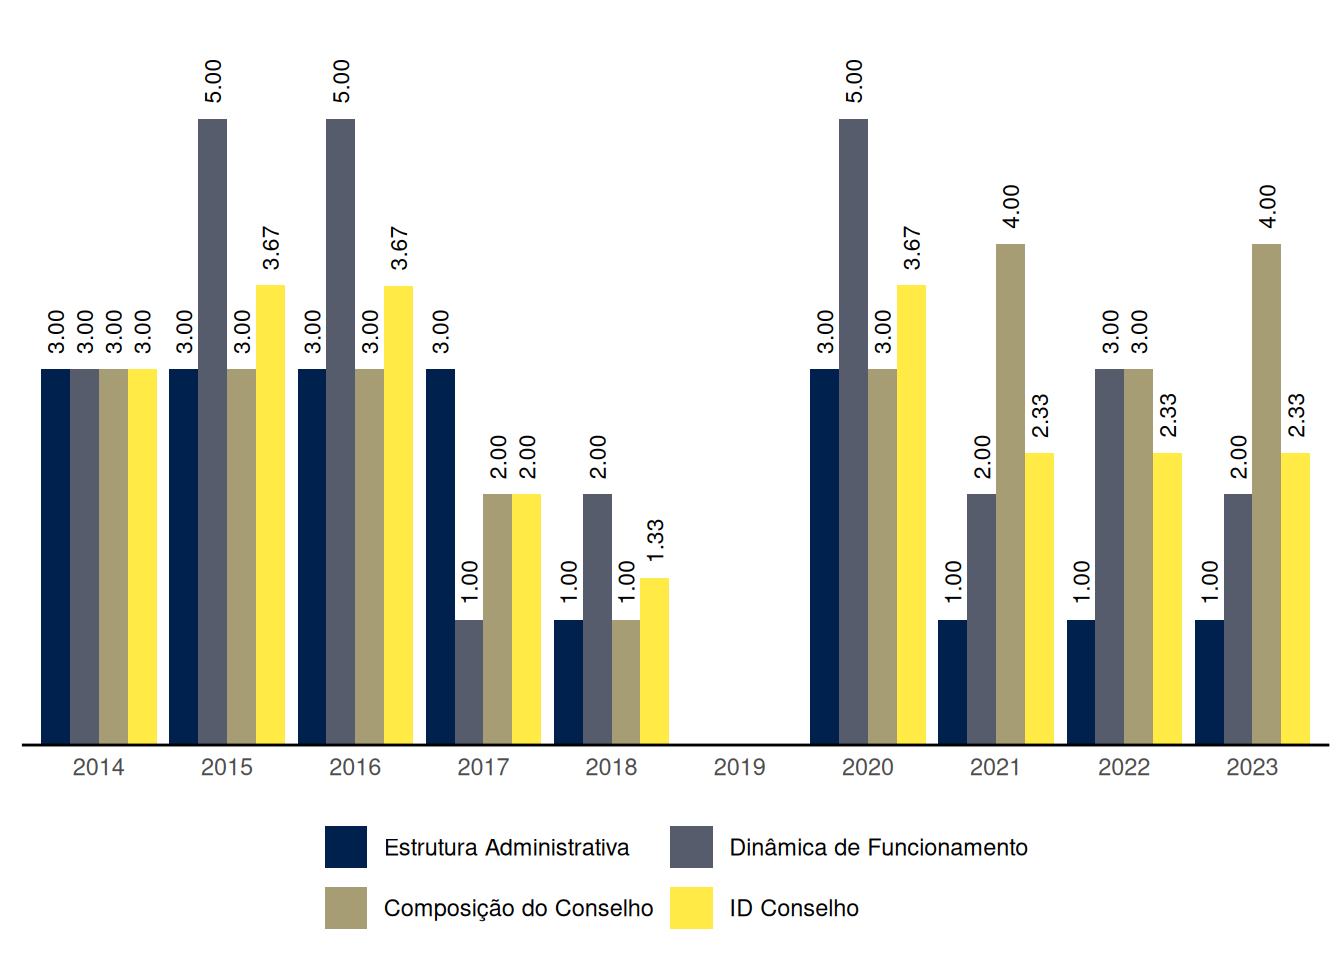 5.00 5.00 5.00
4.00 4.00
3.67 3.67 3.67
3.00 3.00 3.00 3.00 3.00 3.00 3.00 3.00 3.00 3.00 3.00 3.00 3.00
2.33 2.33 2.33
2.00 2.00 2.00 2.00 2.00
1.33
1.00 1.00 1.00 1.00 1.00 1.00
2014 2015 2016 2017 2018 2019 2020 2021 2022 2023
Estrutura Administrativa Dinâmica de Funcionamento
Composição do Conselho ID Conselho